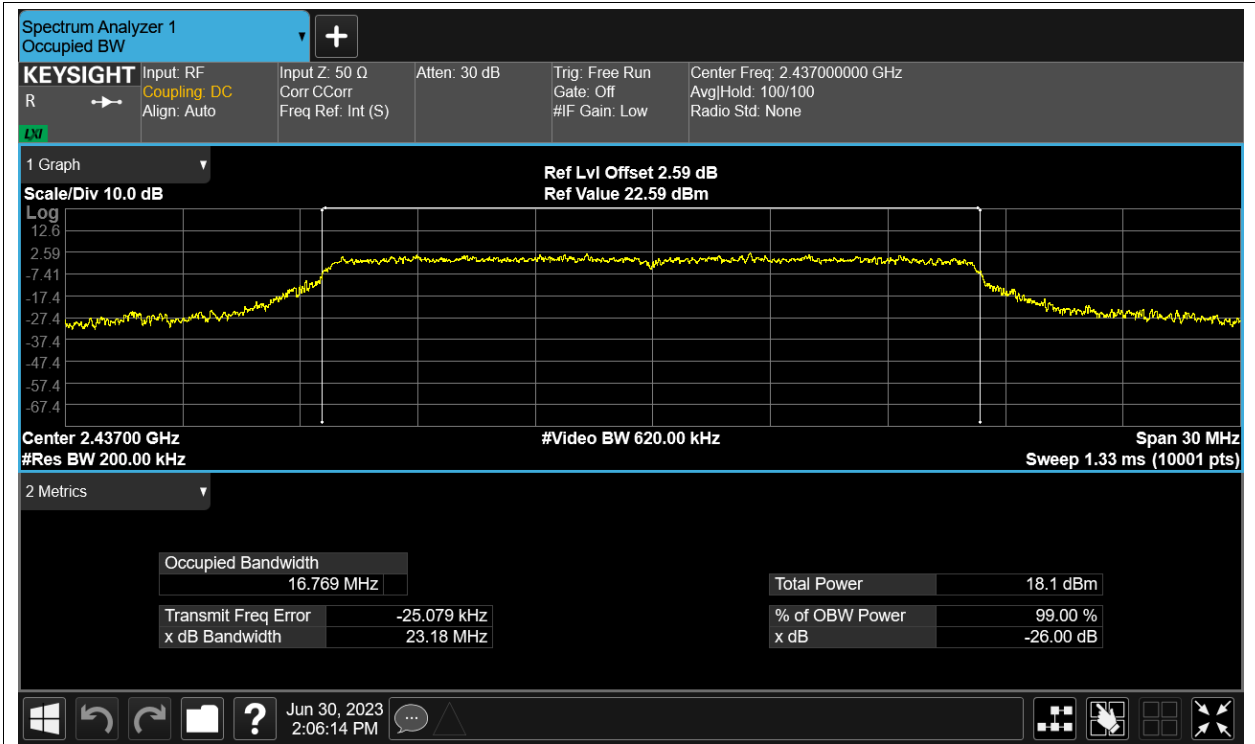 Spectrum Analyzer 1
Occupied BW
▼
+
KEYSIGHT
R
LXI
Input: RF
Coupling: DC
Align: Auto
Input Z: 50 Ω
Corr CCorr
Freq Ref: Int (S)
Atten: 30 dB
Trig: Free Run
Gate: Off
#IF Gain: Low
Center Freq: 2.437000000 GHz
Avg|Hold: 100/100
Radio Std: None
1 Graph ▼
Scale/Div 10.0 dB
Ref Lvl Offset 2.59 dB
Ref Value 22.59 dBm
Log
12.6
2.59
-7.41
-17.4
-27.4
-37.4
-47.4
-57.4
-67.4
Center 2.43700 GHz
#Res BW 200.00 kHz
#Video BW 620.00 kHz
Span 30 MHz
Sweep 1.33 ms (10001 pts)
2 Metrics ▼
Occupied Bandwidth
16.769 MHz
Transmit Freq Error -25.079 kHz
x dB Bandwidth 23.18 MHz
Total Power 18.1 dBm
% of OBW Power 99.00 %
x dB -26.00 dB
?
Jun 30, 2023
2:06:14 PM